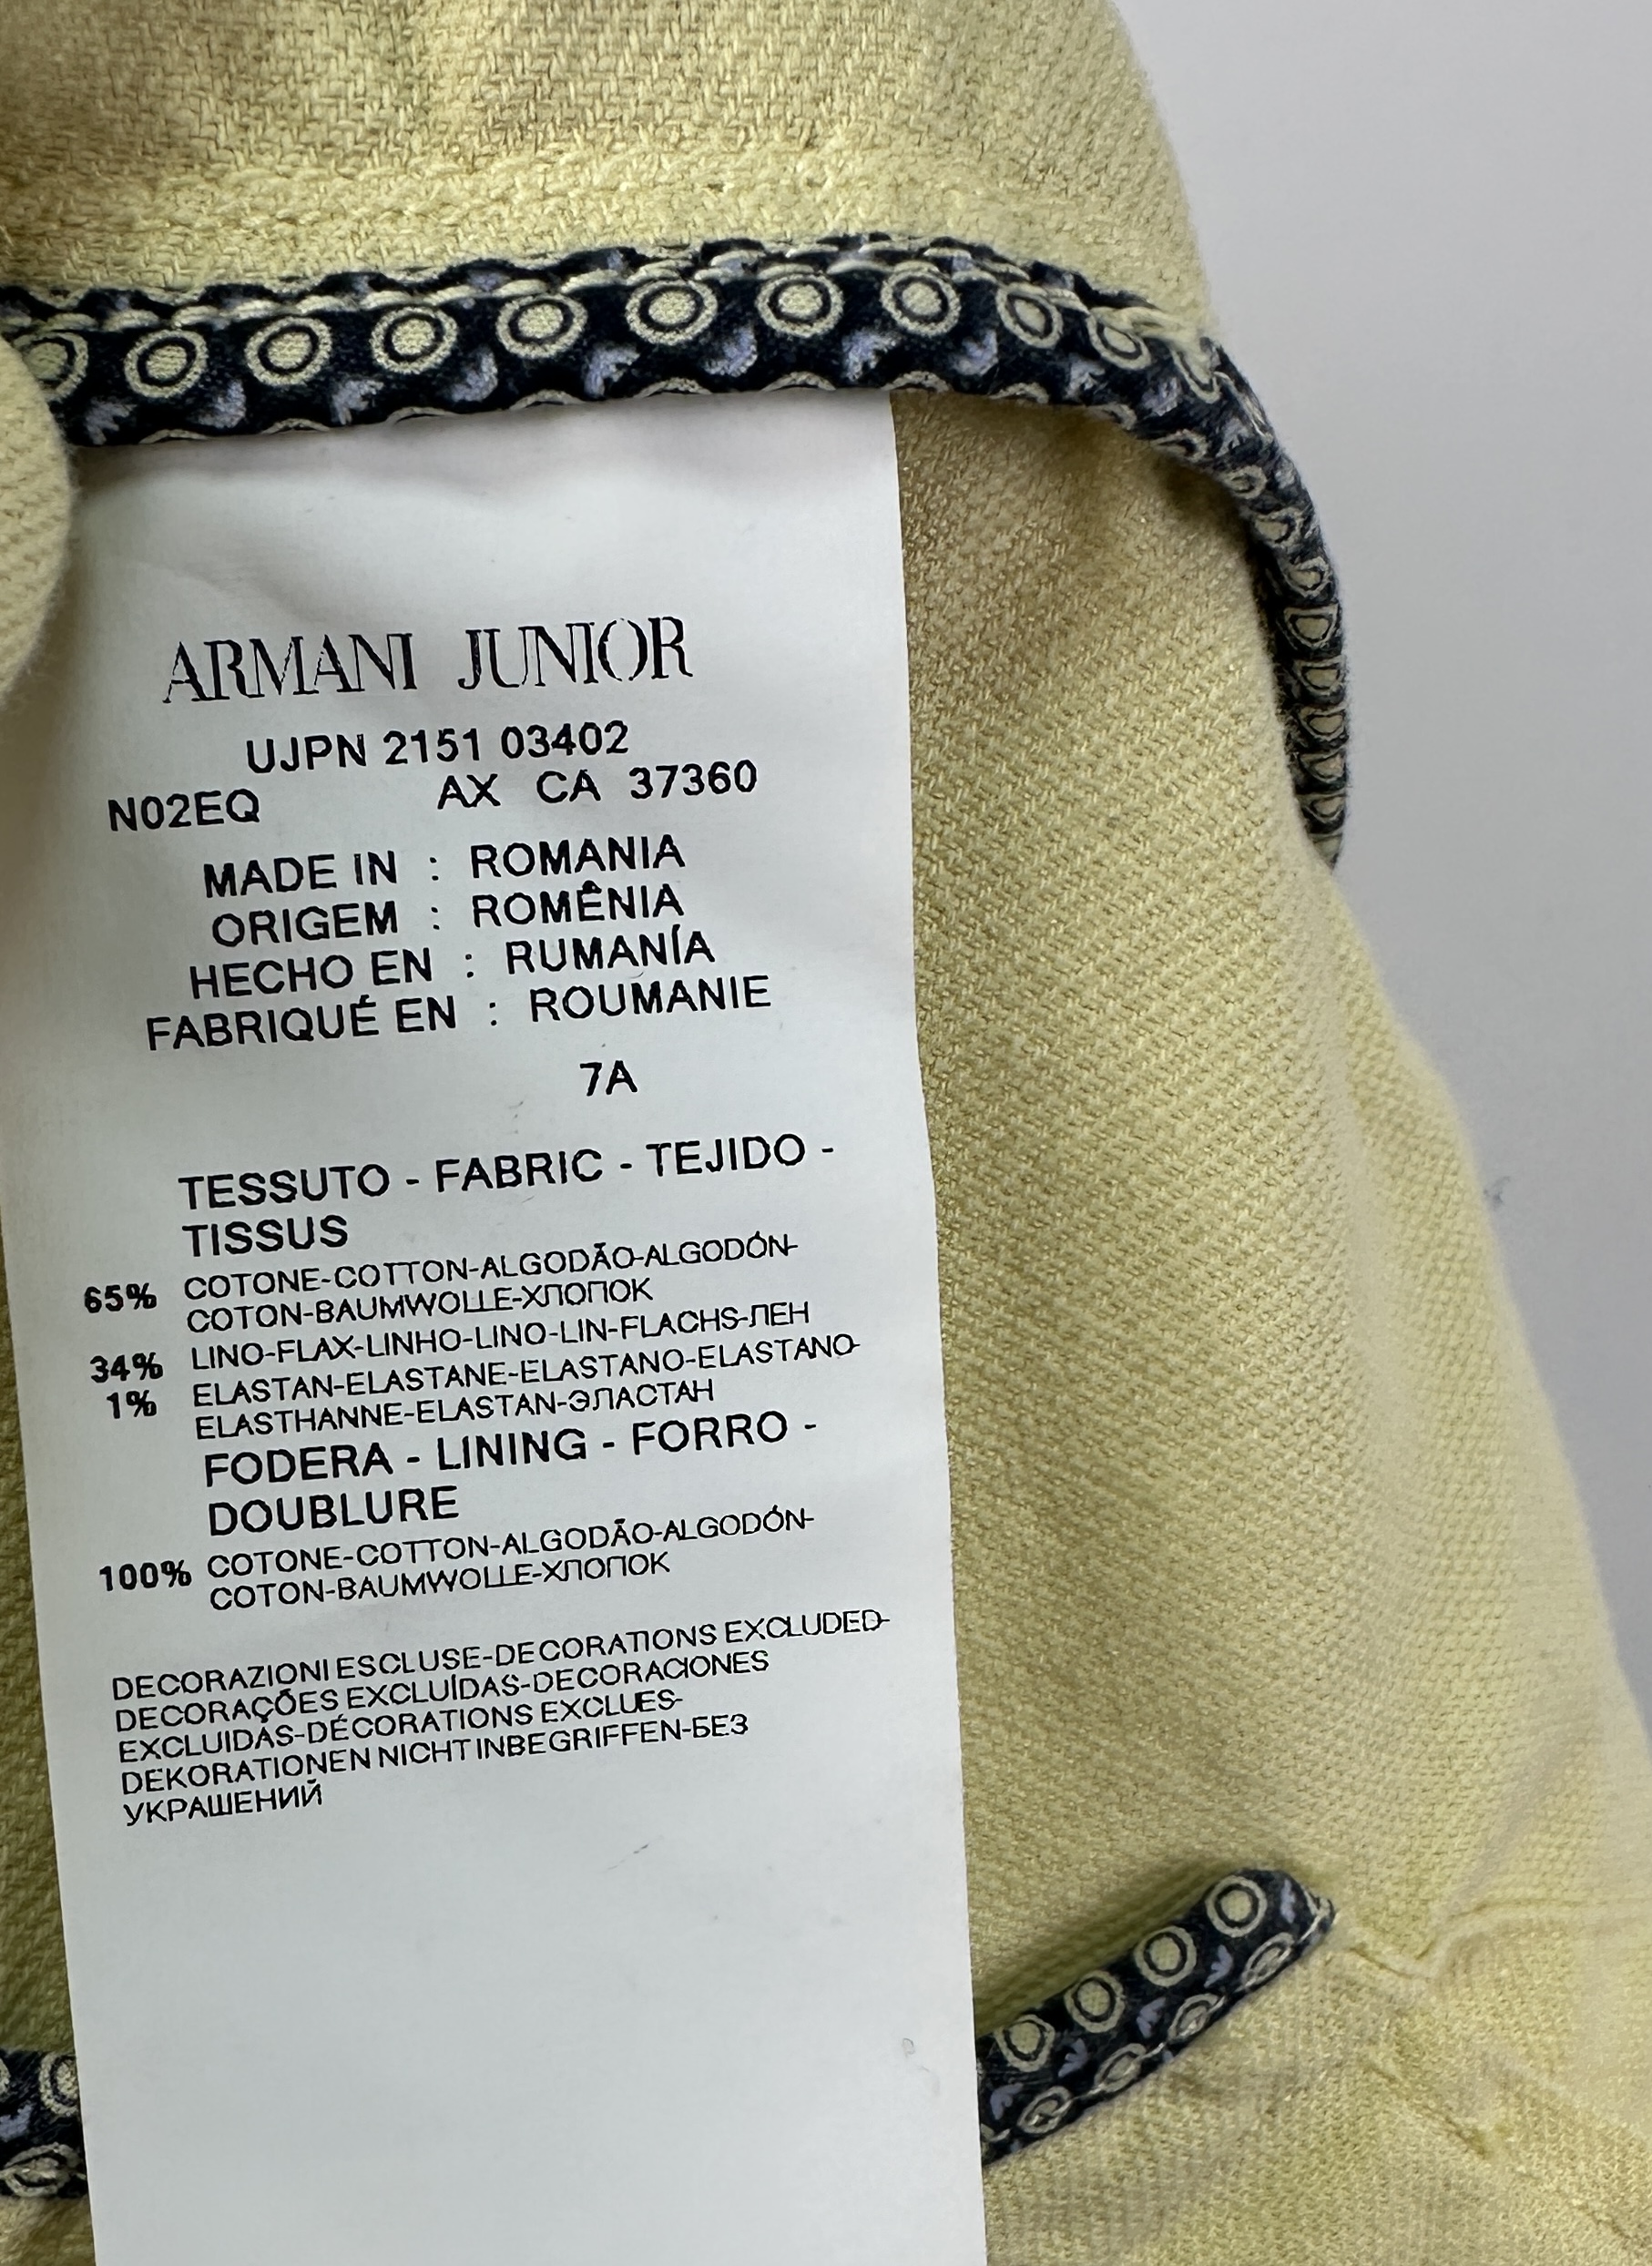 ARMANI JUNIOR
UJPN 2151 03402
N02EQ AX CA 37360
MADE IN : ROMANIA
ORIGEM : ROMÊNIA
HECHO EN : RUMANÍA
FABRIQUÉ EN : ROUMANIE
7A
TESSUTO - FABRIC - TEJIDO -
TISSUS
65% COTONE-COTTON-ALGODÃO-ALGODÓN-
COTON-BAUMWOLLE-ХЛОПОК
34% LINO-FLAX-LINHO-LINO-LIN-FLACHS-ЛЕН
1% ELASTAN-ELASTANE-ELASTANO-ELASTANO-
ELASTHANNE-ELASTAN-ЭЛАСТАН
FODERA - LINING - FORRO -
DOUBLURE
100% COTONE-COTTON-ALGODÃO-ALGODÓN-
COTON-BAUMWOLLE-ХЛОПОК
DECORAZIONI ESCLUSE-DECORATIONS EXCLUDED-
DECORAÇÕES EXCLUÍDAS-DECORACIONES
EXCLUIDAS-DÉCORATIONS EXCLUES-
DEKORATIONEN NICHT INBEGRIFFEN-БЕЗ
УКРАШЕНИЙ